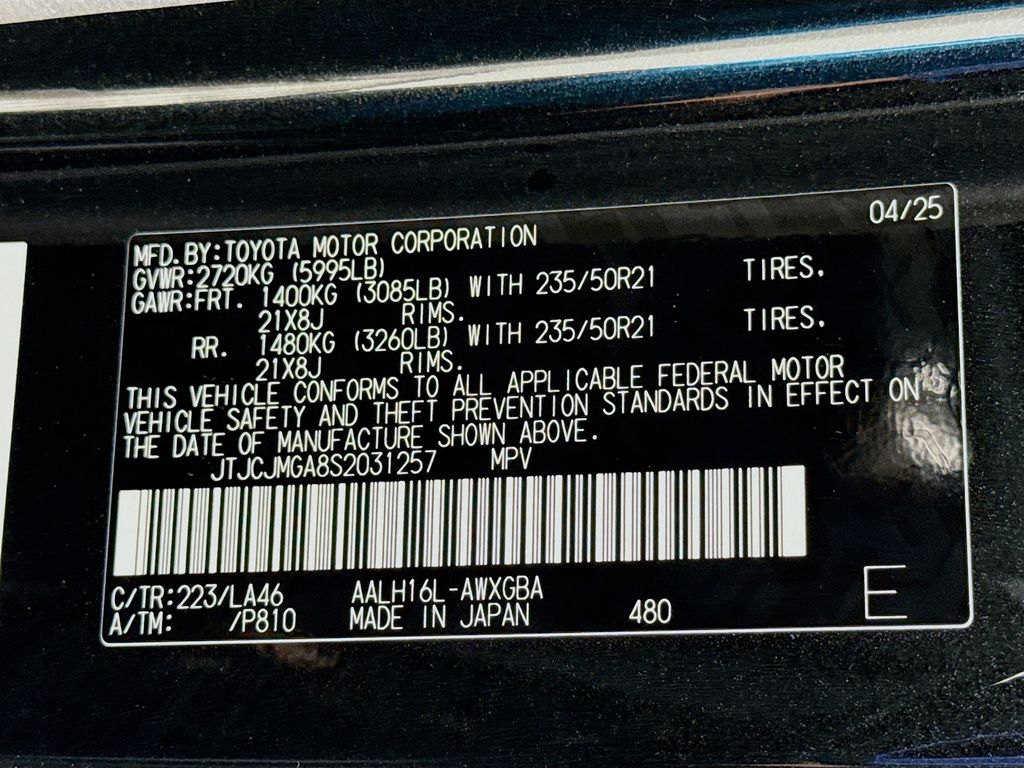 04/25
MFD.BY:TOYOTA MOTOR CORPORATION
GVWR:2720KG (5995LB)
GAWR:FRT. 1400KG (3085LB) WITH 235/50R21 TIRES.
21X8J RIMS.
RR. 1480KG (3260LB) WITH 235/50R21 TIRES.
21X8J RIMS.
THIS VEHICLE CONFORMS TO ALL APPLICABLE FEDERAL MOTOR
VEHICLE SAFETY AND THEFT PREVENTION STANDARDS IN EFFECT ON
THE DATE OF MANUFACTURE SHOWN ABOVE.
JTJCJMGA8S2031257 MPV
C/TR:223/LA46 AALH16L-AWXGBA
A/TM: /P810 MADE IN JAPAN 480 E